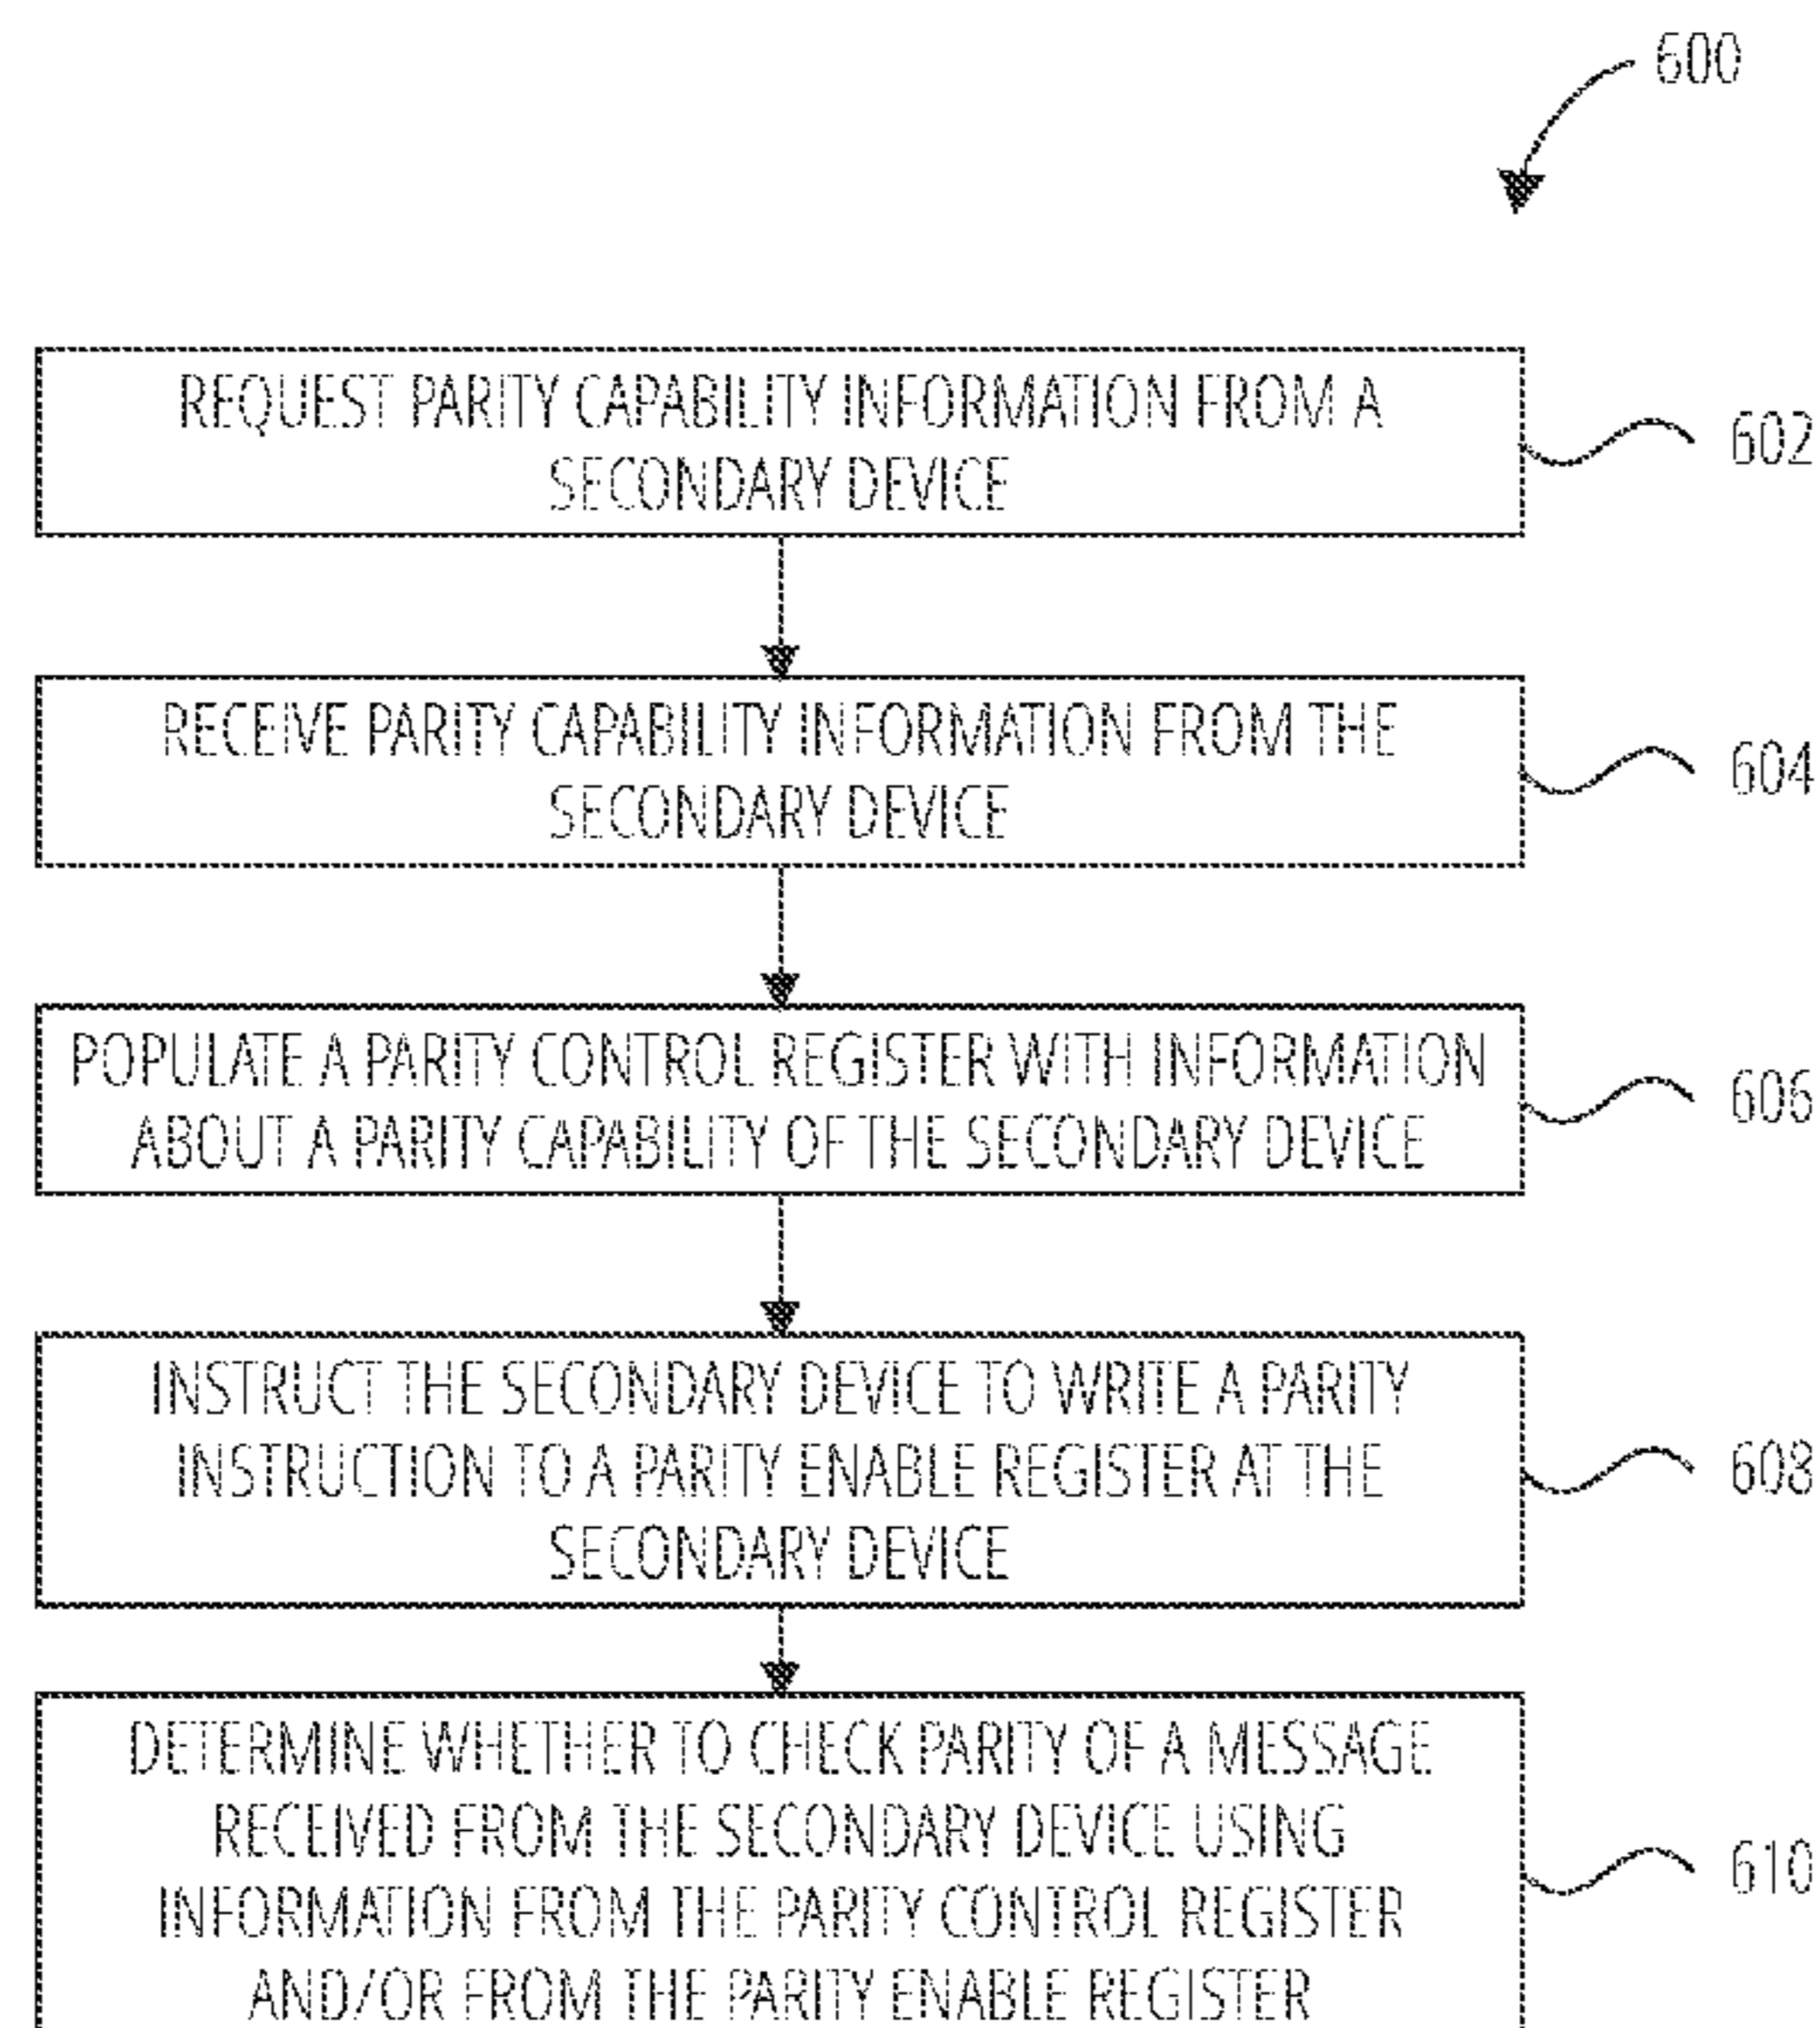 600
REQUEST PARITY CAPABILITY INFORMATION FROM A
SECONDARY DEVICE
602
RECEIVE PARITY CAPABILITY INFORMATION FROM THE
SECONDARY DEVICE
604
POPULATE A PARITY CONTROL REGISTER WITH INFORMATION
ABOUT A PARITY CAPABILITY OF THE SECONDARY DEVICE
606
INSTRUCT THE SECONDARY DEVICE TO WRITE A PARITY
INSTRUCTION TO A PARITY ENABLE REGISTER AT THE
SECONDARY DEVICE
608
DETERMINE WHETHER TO CHECK PARITY OF A MESSAGE
RECEIVED FROM THE SECONDARY DEVICE USING
INFORMATION FROM THE PARITY CONTROL REGISTER
AND/OR FROM THE PARITY ENABLE REGISTER
610